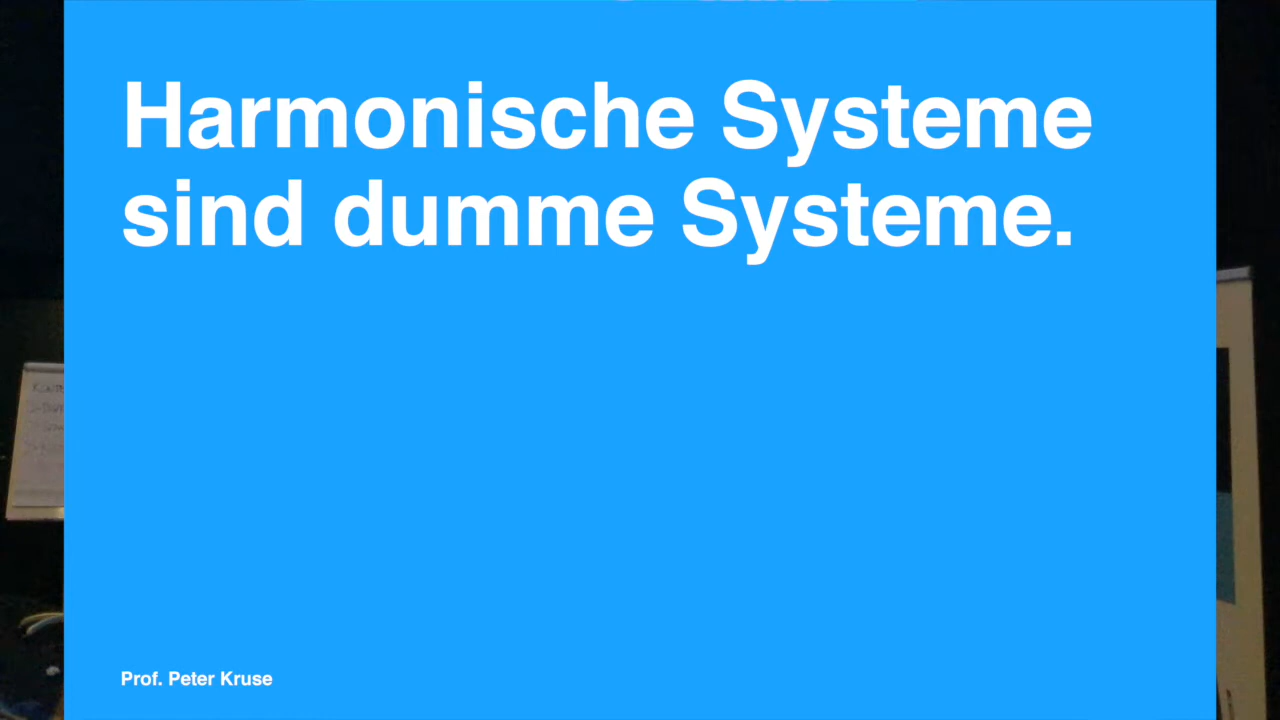 Harmonische Systeme
sind dumme Systeme.
Prof. Peter Kruse